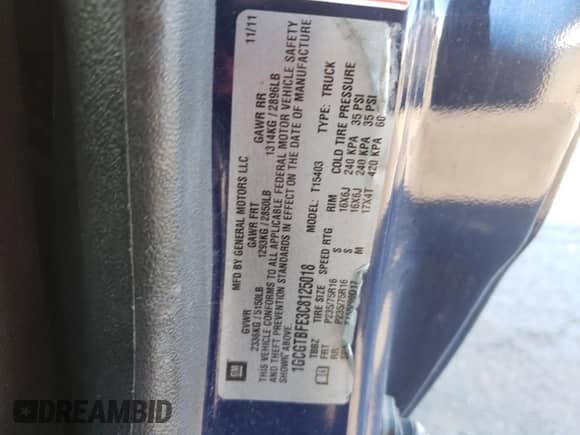 MFD BY GENERAL MOTORS LLC 11/11
GVWR GAWR FRT GAWR RR
2336KG/5150LB 1293KG/2850LB 1314KG/2896LB
THIS VEHICLE CONFORMS TO ALL APPLICABLE FEDERAL MOTOR VEHICLE SAFETY
AND THEFT PREVENTION STANDARDS IN EFFECT ON THE DATE OF MANUFACTURE
SHOWN ABOVE.
1GCGTBFE3C8125018 MODEL: T15403 TYPE: TRUCK
TBBZ TIRE SIZE SPEED RTG RIM COLD TIRE PRESSURE
FRT P235/75R16 S 16X6J 240 KPA 35 PSI
RR P235/75R16 S 16X6J 240 KPA 35 PSI
M 17X4T 420 KPA 60
GM
DREAMBID